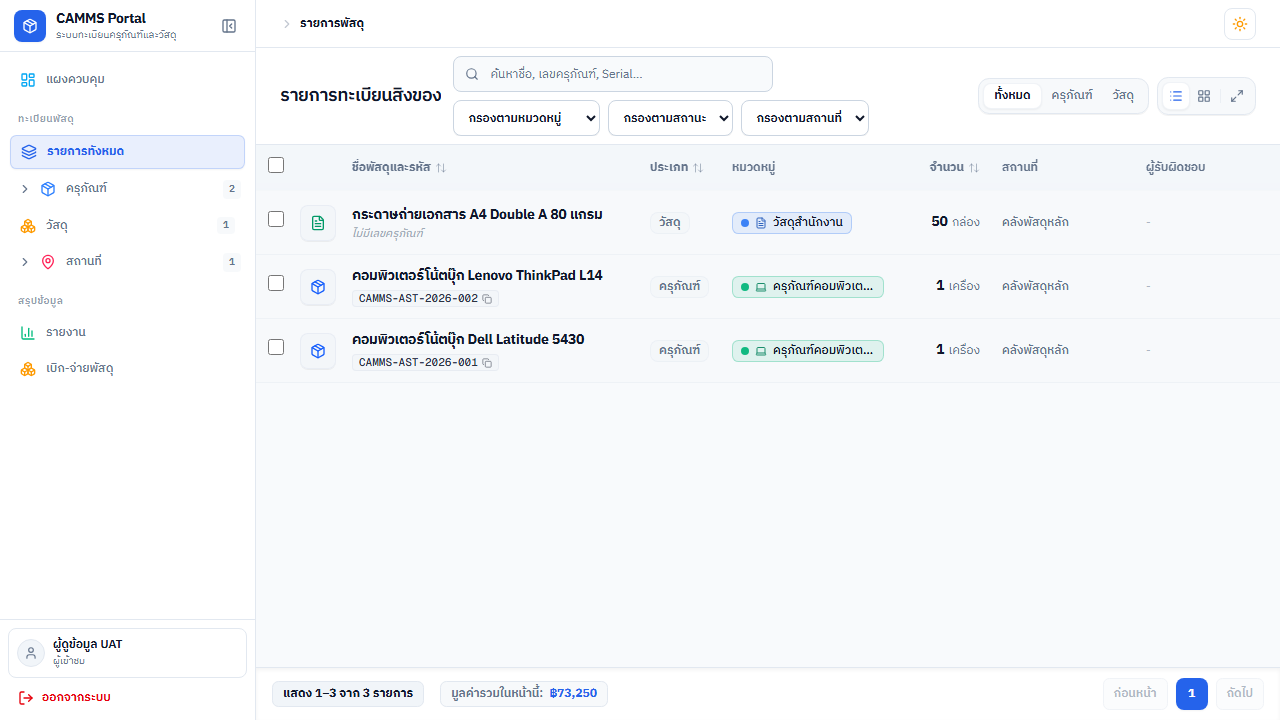 CAMMS Portal
ระบบทะเบียนครุภัณฑ์และวัสดุ
แผงควบคุม
ทะเบียนพัสดุ
รายการทั้งหมด
ครุภัณฑ์ 2
วัสดุ 1
สถานที่ 1
สรุปข้อมูล
รายงาน
เบิก-จ่ายพัสดุ
ผู้ดูข้อมูล UAT
ผู้เข้าชม
ออกจากระบบ
รายการพัสดุ
รายการทะเบียนสิ่งของ
ค้นหาชื่อ, เลขครุภัณฑ์, Serial...
กรองตามหมวดหมู่ กรองตามสถานะ กรองตามสถานที่
ทั้งหมด ครุภัณฑ์ วัสดุ
ชื่อพัสดุและรหัส ประเภท หมวดหมู่ จำนวน สถานที่ ผู้รับผิดชอบ
กระดาษถ่ายเอกสาร A4 Double A 80 แกรม
ไม่มีเลขครุภัณฑ์
วัสดุ วัสดุสำนักงาน 50 กล่อง คลังพัสดุหลัก -
คอมพิวเตอร์โน้ตบุ๊ก Lenovo ThinkPad L14
CAMMS-AST-2026-002
ครุภัณฑ์ ครุภัณฑ์คอมพิวเต... 1 เครื่อง คลังพัสดุหลัก -
คอมพิวเตอร์โน้ตบุ๊ก Dell Latitude 5430
CAMMS-AST-2026-001
ครุภัณฑ์ ครุภัณฑ์คอมพิวเต... 1 เครื่อง คลังพัสดุหลัก -
แสดง 1–3 จาก 3 รายการ
มูลค่ารวมในหน้านี้: ฿73,250
ก่อนหน้า 1 ถัดไป